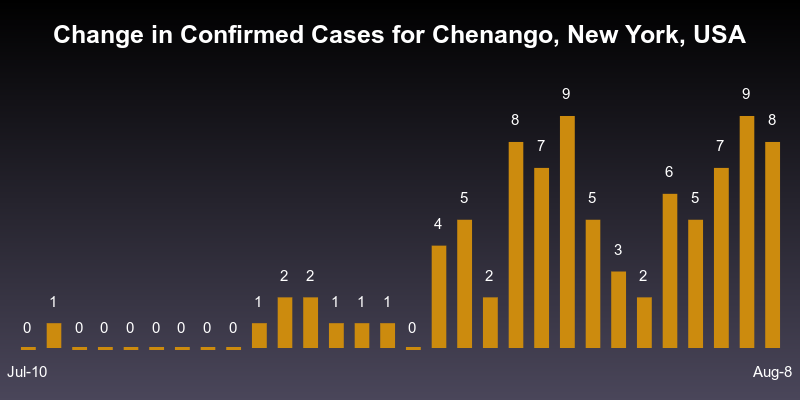 Change in Confirmed Cases for Chenango, New York, USA
0 1 0 0 0 0 0 0 0 1 2 2 1 1 1 0 4 5 2 8 7 9 5 3 2 6 5 7 9 8
Jul-10 Aug-8